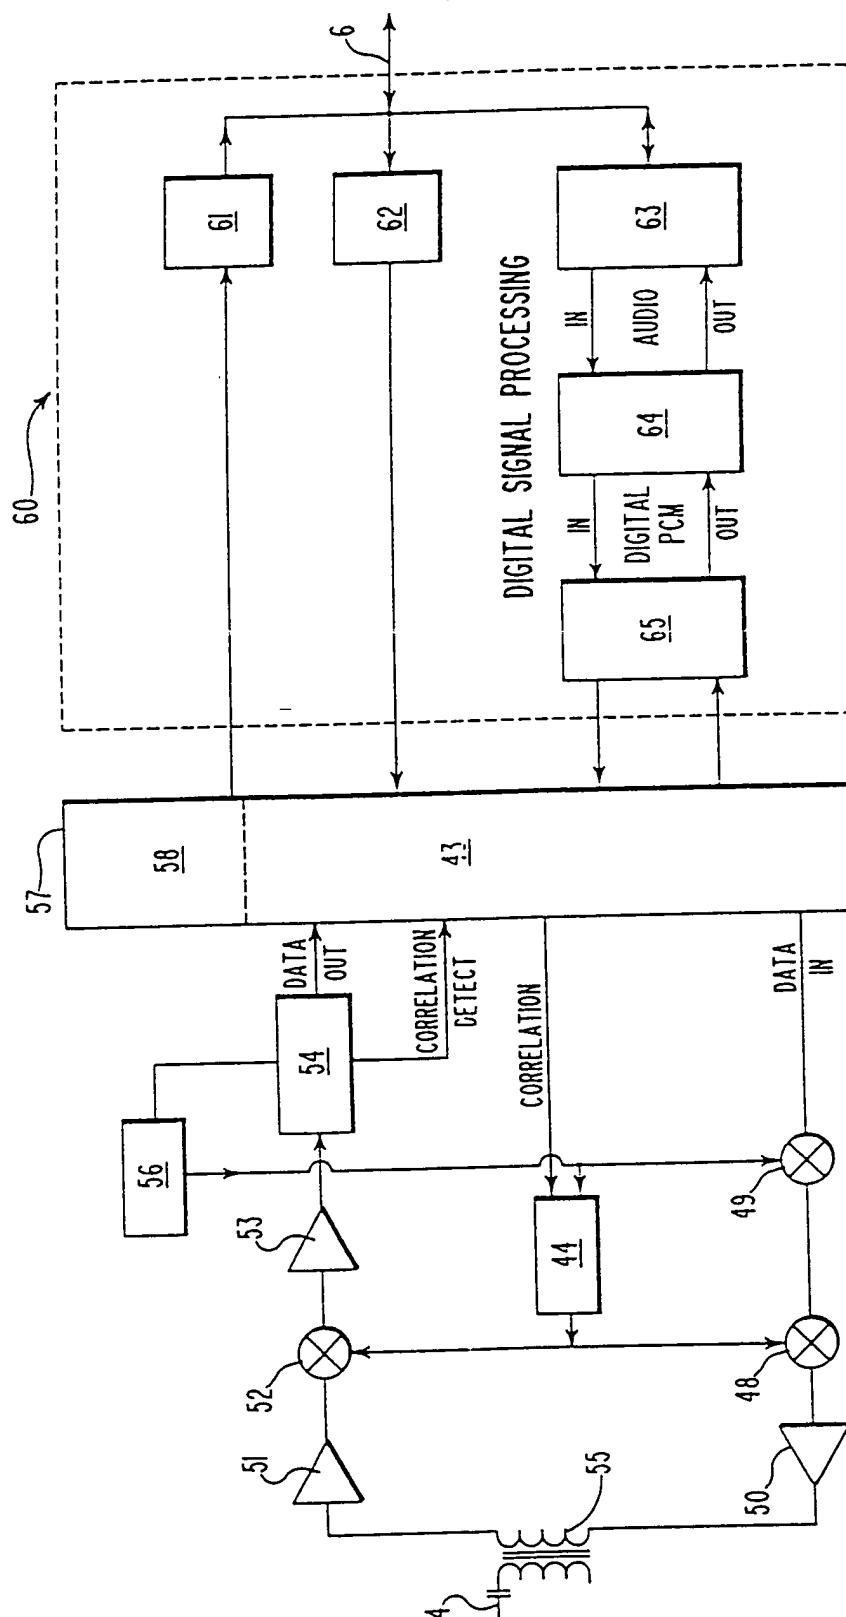 60
6
61
62
63
DIGITAL SIGNAL PROCESSING
IN
AUDIO
OUT
64
IN
DIGITAL
PCM
OUT
65
57
58
43
DATA
OUT
CORRELATION
DETECT
CORRELATION
DATA
IN
56
54
53
44
49
52
48
51
55
50
4